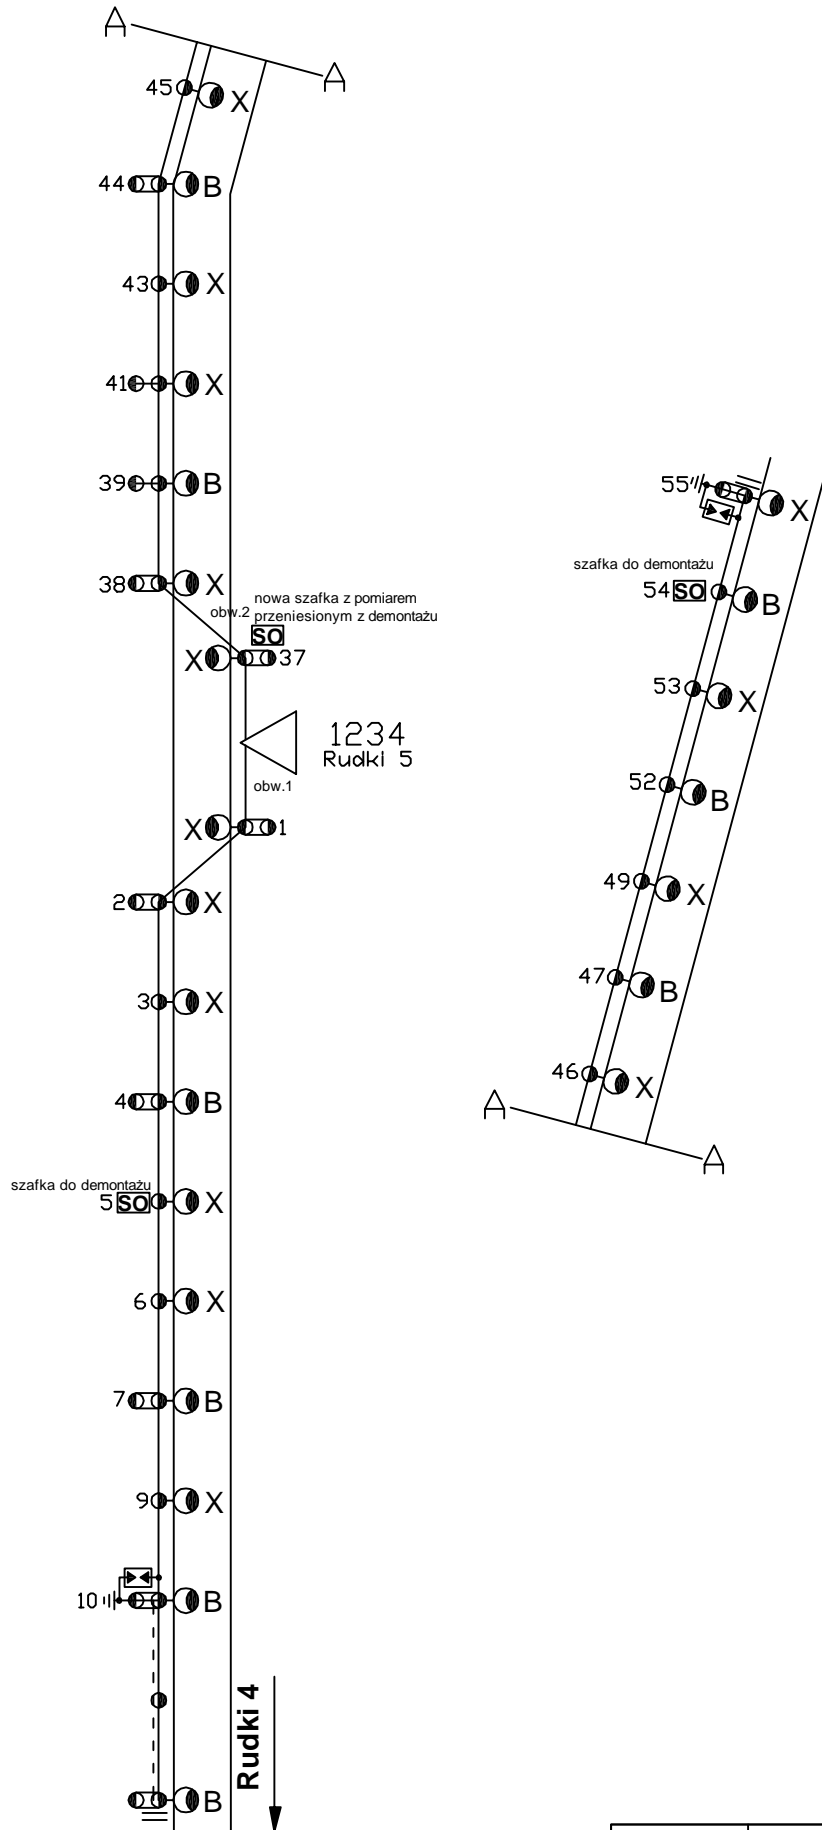 A
A
45 X
44 B
43 X
41 X
39 B
38 X
nowa szafka z pomiarem
obw.2 przeniesionym z demontażu
SO
X 37
1234
Rudki 5
obw.1
X 1
2 X
3 X
4 B
szafka do demontażu
5 SO X
6 X
7 B
9 X
10 B
Rudki 4
B
55 X
szafka do demontażu
54 SO B
53 X
52 B
49 X
47 B
46 X
A
A